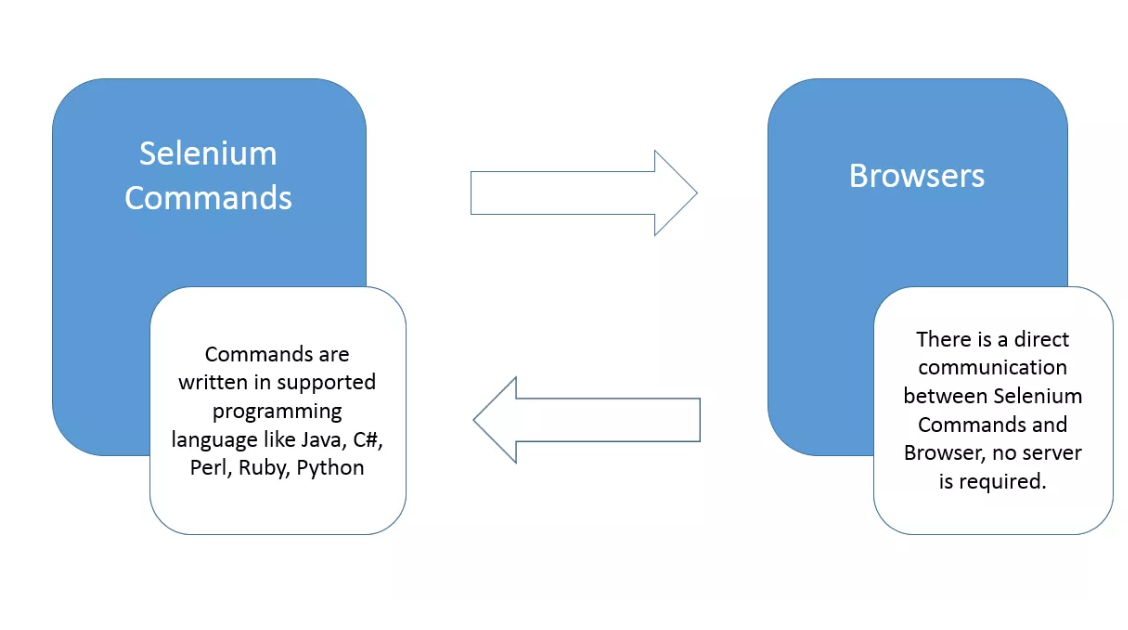 Selenium
Commands
Commands are
written in supported
programming
language like Java, C#,
Perl, Ruby, Python
Browsers
There is a direct
communication
between Selenium
Commands and
Browser, no server
is required.